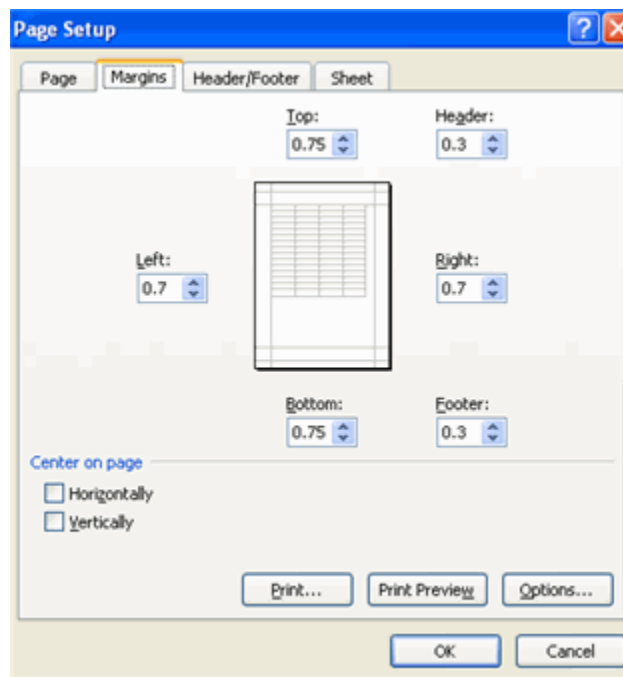 Page Setup
Page Margins Header/Footer Sheet
Top: Header:
0.75 0.3
Left: Right:
0.7 0.7
Bottom: Footer:
0.75 0.3
Center on page
Horizontally
Vertically
Print... Print Preview Options...
OK Cancel